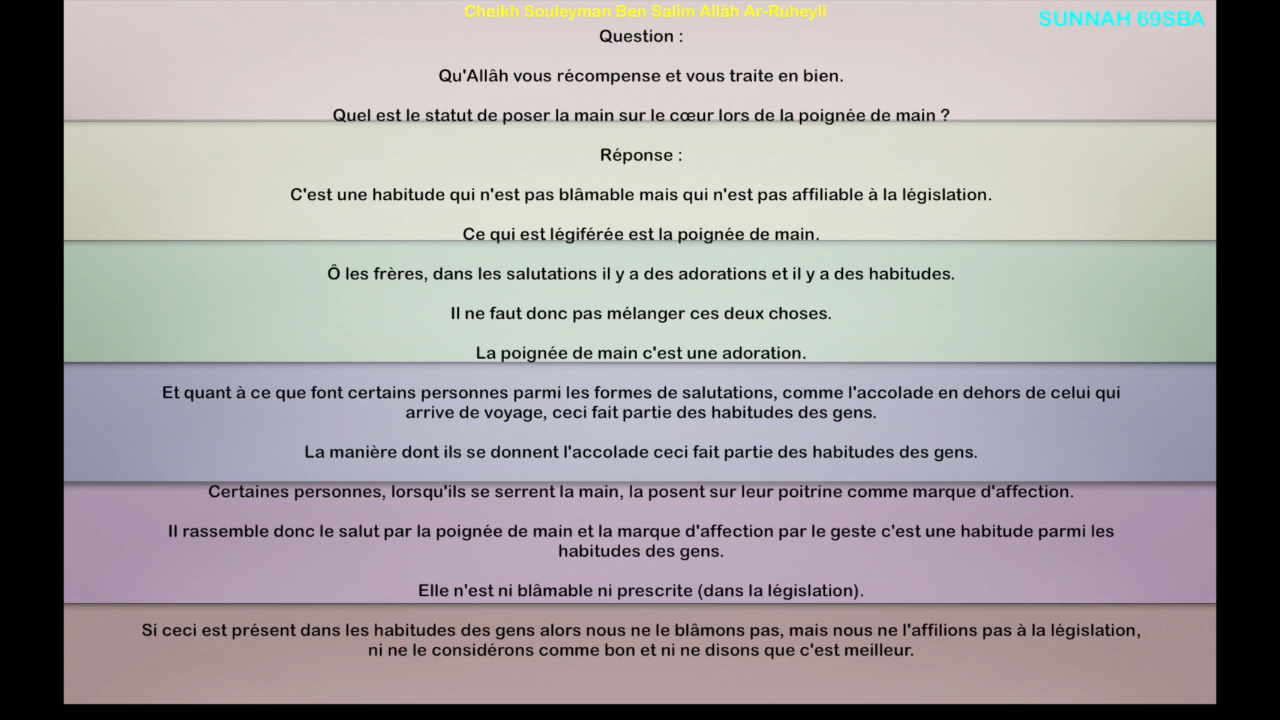 Cheikh Souleyman Ben Salim Allâh Ar-Ruheylî
SUNNAH 69SBA
Question :
Qu'Allâh vous récompense et vous traite en bien.
Quel est le statut de poser la main sur le cœur lors de la poignée de main ?
Réponse :
C'est une habitude qui n'est pas blâmable mais qui n'est pas affiliable à la législation.
Ce qui est légiférée est la poignée de main.
Ô les frères, dans les salutations il y a des adorations et il y a des habitudes.
Il ne faut donc pas mélanger ces deux choses.
La poignée de main c'est une adoration.
Et quant à ce que font certains personnes parmi les formes de salutations, comme l'accolade en dehors de celui qui
arrive de voyage, ceci fait partie des habitudes des gens.
La manière dont ils se donnent l'accolade ceci fait partie des habitudes des gens.
Certaines personnes, lorsqu'ils se serrent la main, la posent sur leur poitrine comme marque d'affection.
Il rassemble donc le salut par la poignée de main et la marque d'affection par le geste c'est une habitude parmi les
habitudes des gens.
Elle n'est ni blâmable ni prescrite (dans la législation).
Si ceci est présent dans les habitudes des gens alors nous ne le blâmons pas, mais nous ne l'affilions pas à la législation,
ni ne le considérons comme bon et ni ne disons que c'est meilleur.